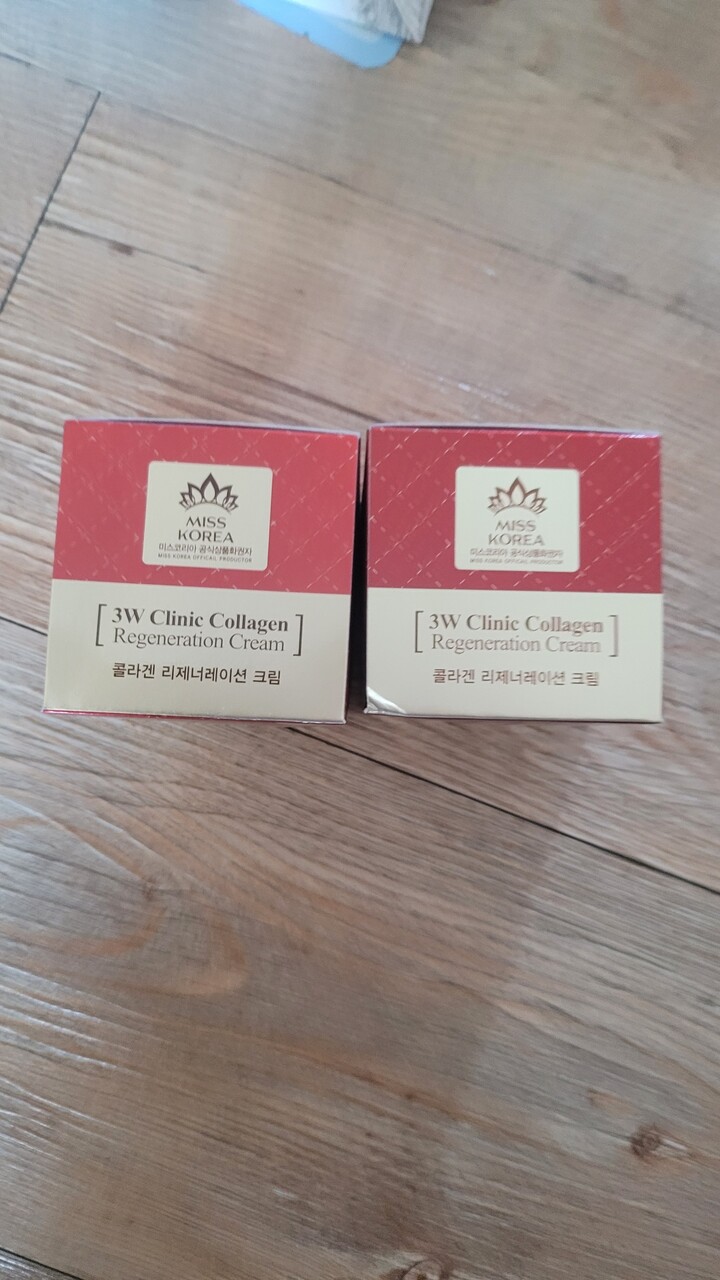 MISS
KOREA
미스코리아 공식상품화권자
MISS KOREA OFFICAIL PRODUCTOR
3W Clinic Collagen
Regeneration Cream
콜라겐 리제너레이션 크림
MISS
KOREA
미스코리아 공식상품화권자
MISS KOREA OFFICAIL PRODUCTOR
3W Clinic Collagen
Regeneration Cream
콜라겐 리제너레이션 크림